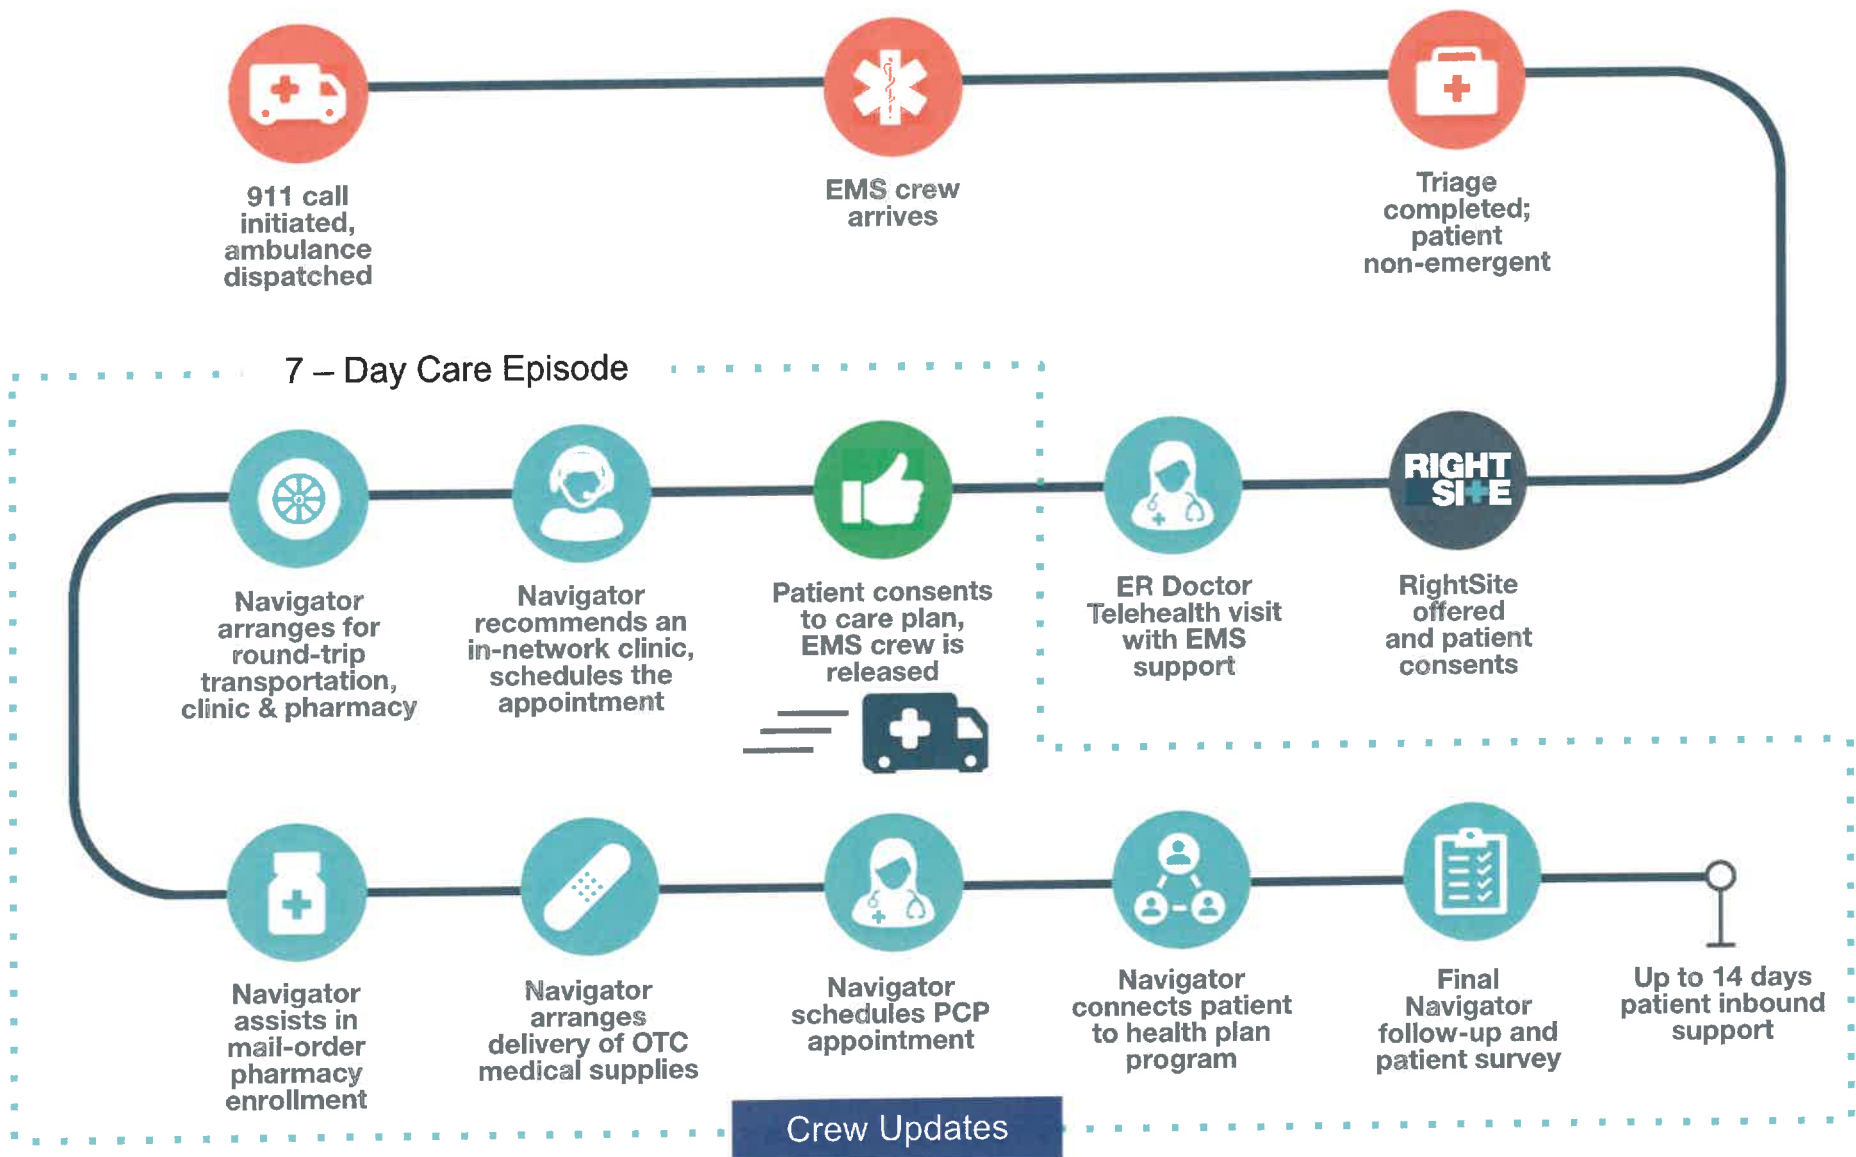 911 call
initiated,
ambulance
dispatched
EMS crew
arrives
Triage
completed;
patient
non-emergent
7 – Day Care Episode
RIGHT
SITE
Navigator
arranges for
round-trip
transportation,
clinic & pharmacy
Navigator
recommends an
in-network clinic,
schedules the
appointment
Patient consents
to care plan,
EMS crew is
released
ER Doctor
Telehealth visit
with EMS
support
RightSite
offered
and patient
consents
Navigator
assists in
mail-order
pharmacy
enrollment
Navigator
arranges
delivery of OTC
medical supplies
Navigator
schedules PCP
appointment
Navigator
connects patient
to health plan
program
Final
Navigator
follow-up and
patient survey
Up to 14 days
patient inbound
support
Crew Updates